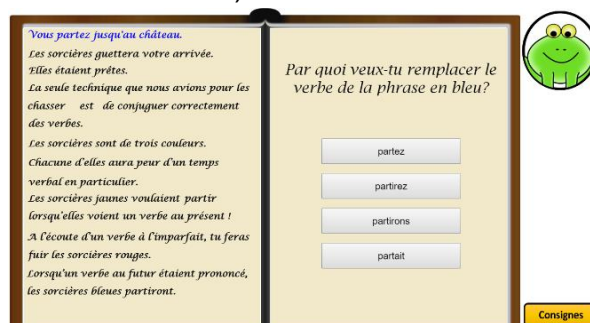 Vous partez jusqu'au château.
Les sorcières guettera votre arrivée.
Elles étaient prêtes.
La seule technique que nous avions pour les
chasser est de conjuguer correctement
des verbes.
Les sorcières sont de trois couleurs.
Chacune d'elles aura peur d'un temps
verbal en particulier.
Les sorcières jaunes voulaient partir
lorsqu'elles voient un verbe au présent !
A l'écoute d'un verbe à l'imparfait, tu feras
fuir les sorcières rouges.
Lorsqu'un verbe au futur étaient prononcé,
les sorcières bleues partiront.
Par quoi veux-tu remplacer le
verbe de la phrase en bleu?
partez
partirez
partirons
partait
Consignes